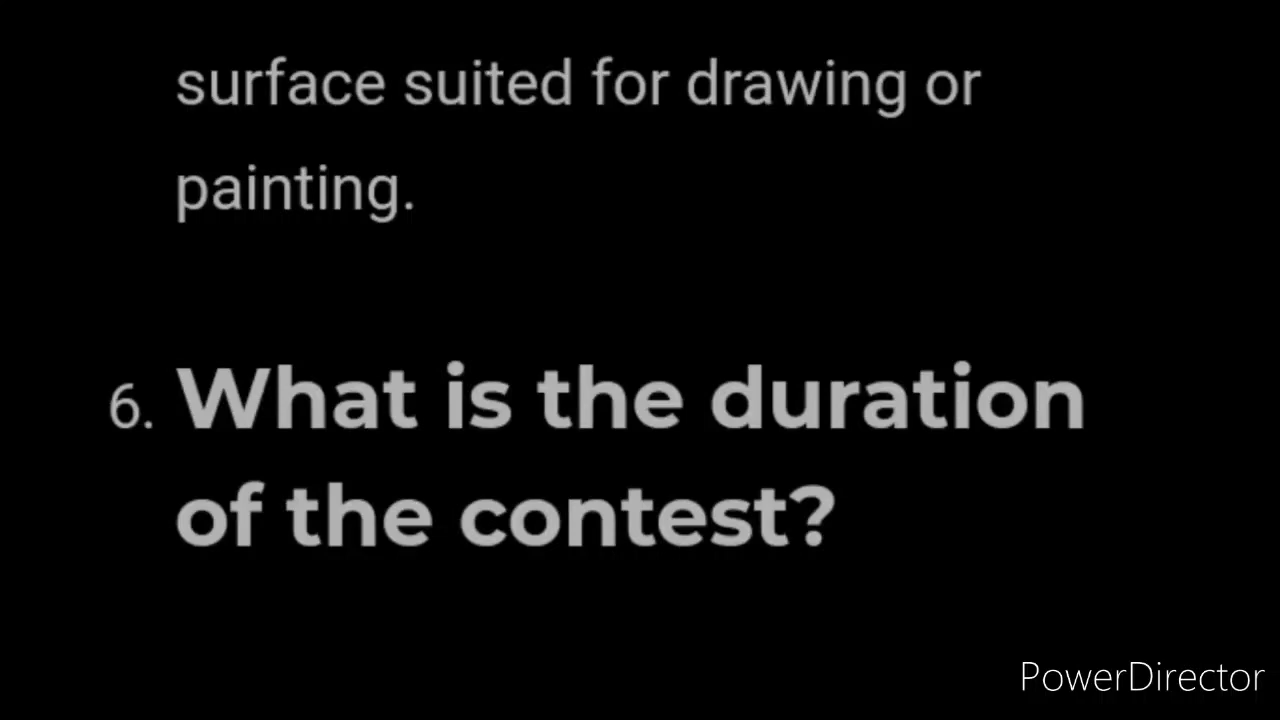 surface suited for drawing or
painting.
6. What is the duration
of the contest?
PowerDirector